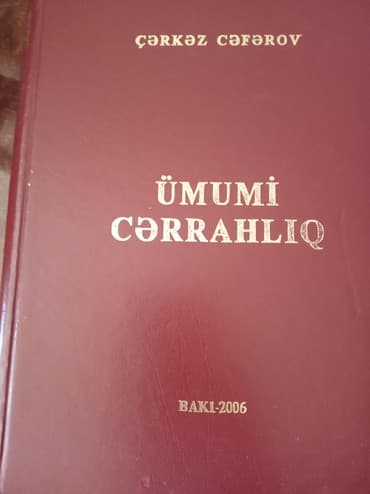 ÇƏRKƏZ CƏFƏROV
ÜMUMİ
CƏRRAHLIQ
BAKI-2006